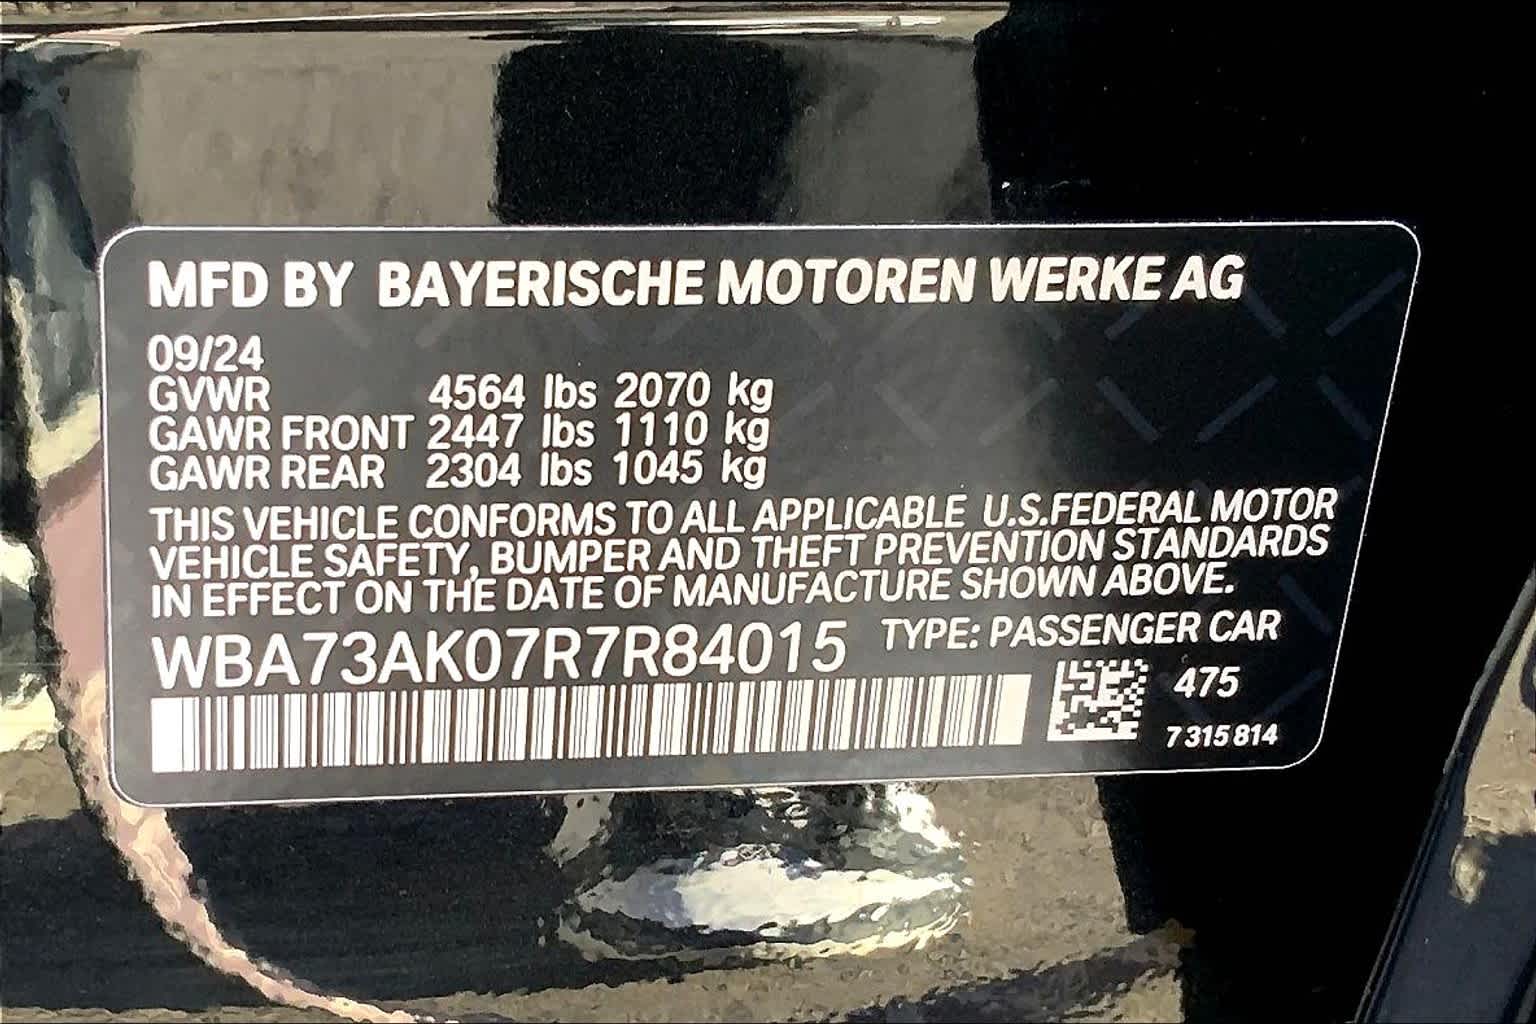 MFD BY BAYERISCHE MOTOREN WERKE AG
09/24
GVWR 4564 lbs 2070 kg
GAWR FRONT 2447 lbs 1110 kg
GAWR REAR 2304 lbs 1045 kg
THIS VEHICLE CONFORMS TO ALL APPLICABLE U.S.FEDERAL MOTOR
VEHICLE SAFETY, BUMPER AND THEFT PREVENTION STANDARDS
IN EFFECT ON THE DATE OF MANUFACTURE SHOWN ABOVE.
WBA73AK07R7R84015 TYPE: PASSENGER CAR
475
7 315 814